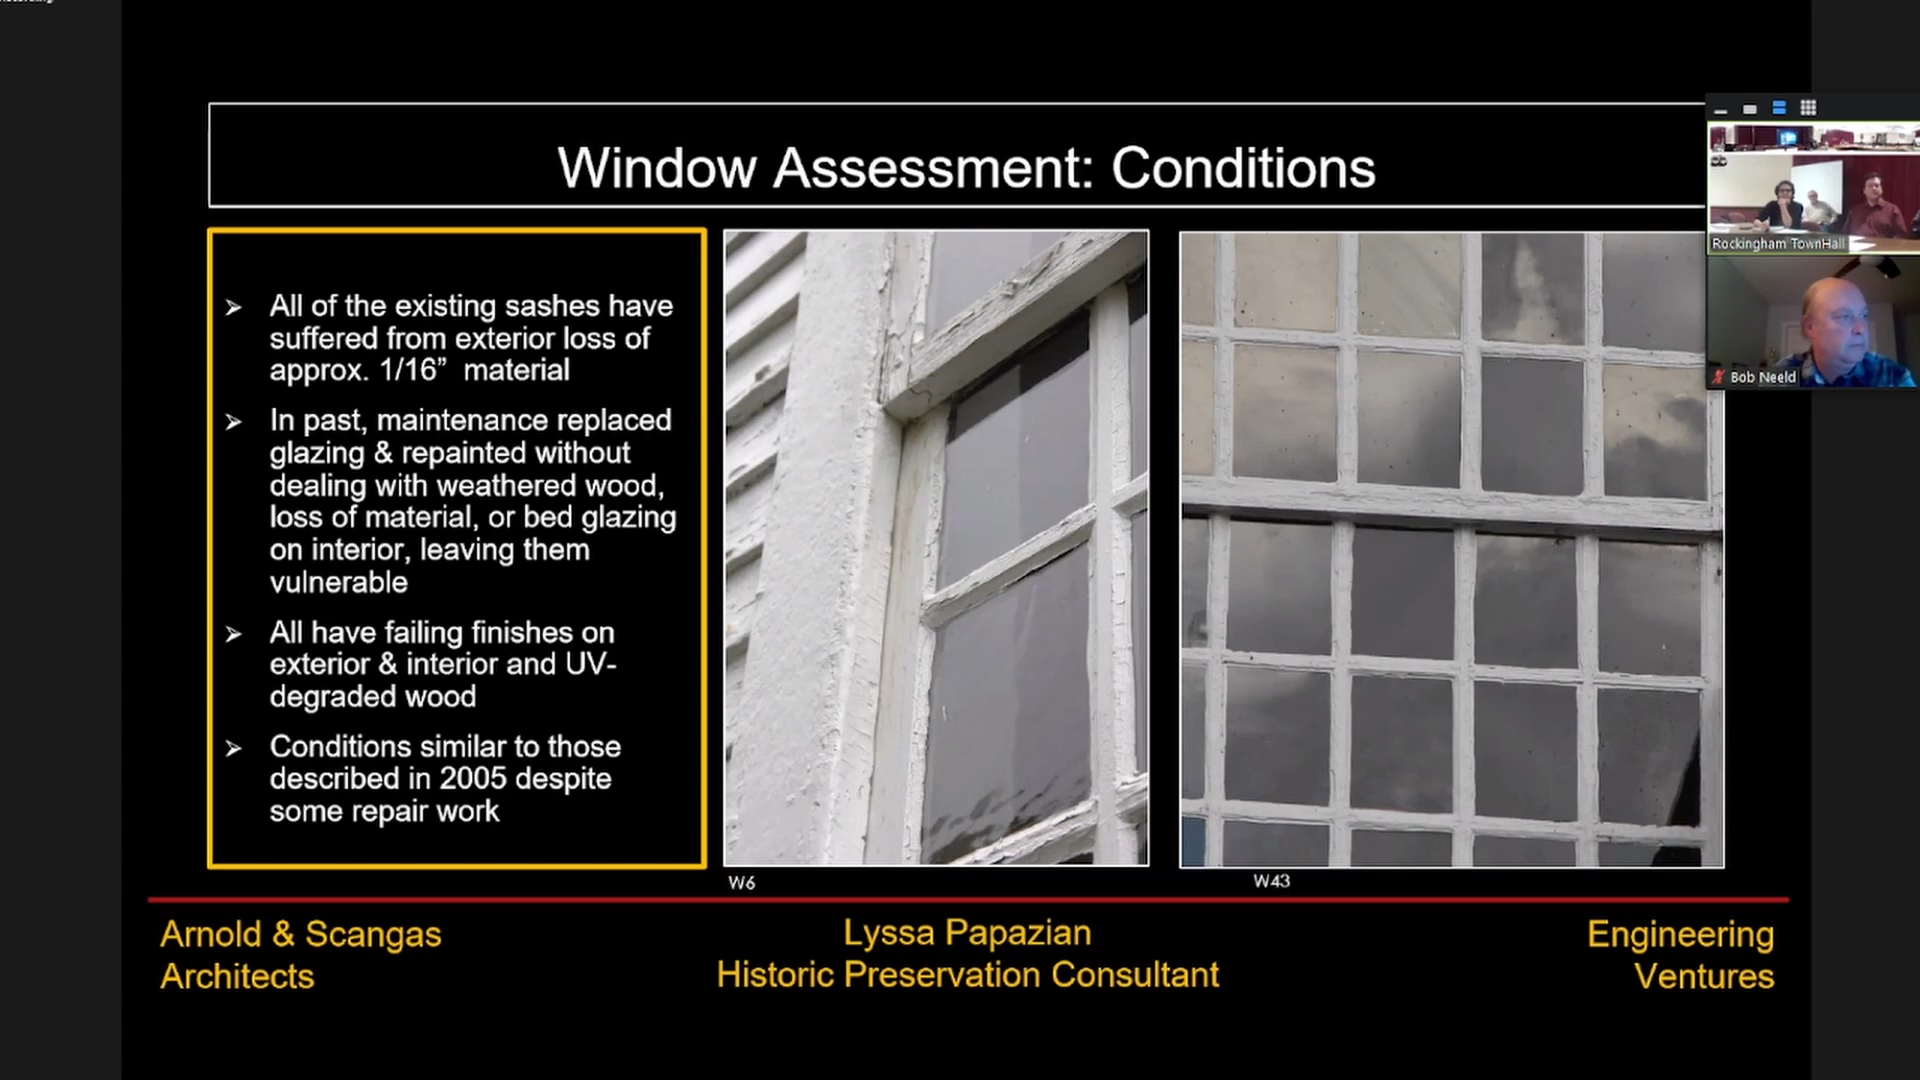 Window Assessment: Conditions
➢ All of the existing sashes have
suffered from exterior loss of
approx. 1/16” material
➢ In past, maintenance replaced
glazing & repainted without
dealing with weathered wood,
loss of material, or bed glazing
on interior, leaving them
vulnerable
➢ All have failing finishes on
exterior & interior and UV-
degraded wood
➢ Conditions similar to those
described in 2005 despite
some repair work
W6
W43
Rockingham TownHall
Bob Neeld
Arnold & Scangas
Architects
Lyssa Papazian
Historic Preservation Consultant
Engineering
Ventures